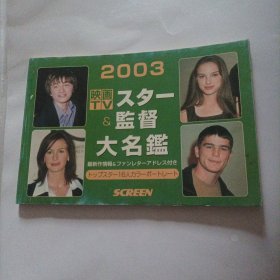 2003
映画
TV スター
&監督
大名鑑
最新作情報&ファンレターアドレス付き
トップスター16人カラーポートレート
SCREEN